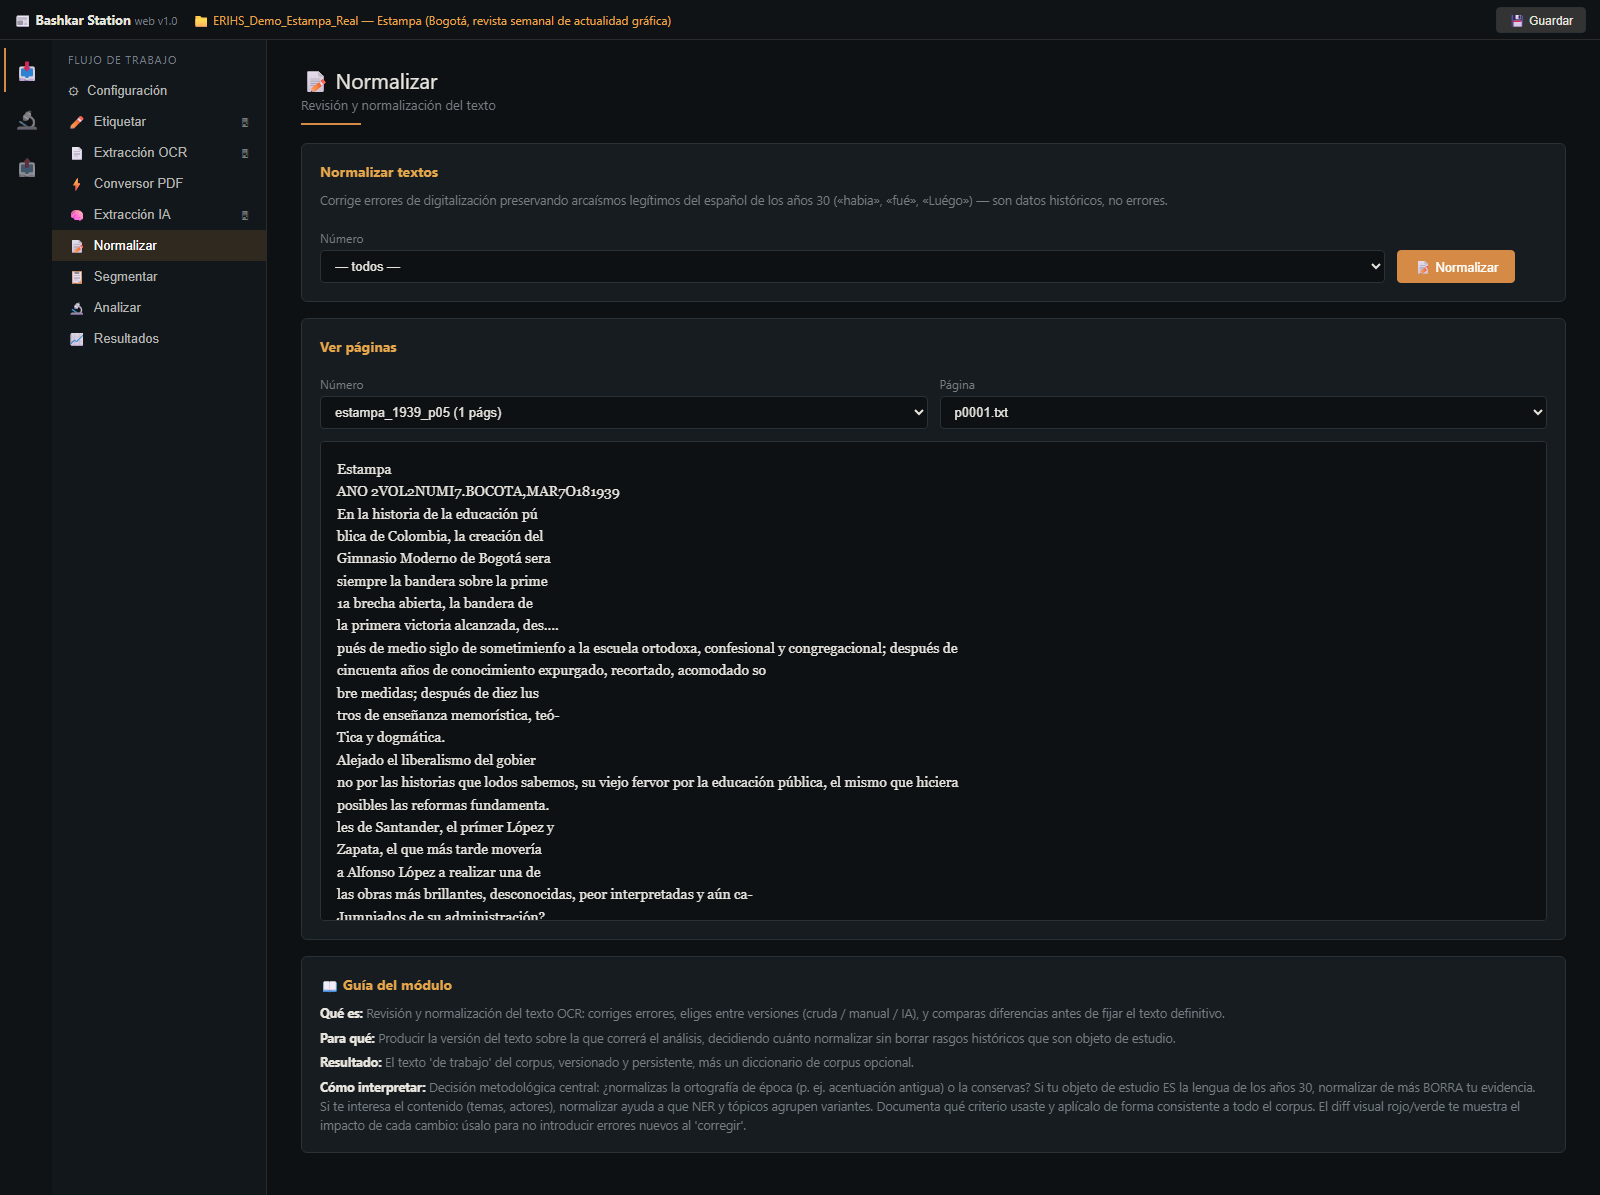 Bashkar Station web v1.0
ERIHS_Demo_Estampa_Real — Estampa (Bogotá, revista semanal de actualidad gráfica)
Guardar
FLUJO DE TRABAJO
Configuración
Etiquetar
Extracción OCR
Conversor PDF
Extracción IA
Normalizar
Segmentar
Analizar
Resultados
Normalizar
Revisión y normalización del texto
Normalizar textos
Corrige errores de digitalización preservando arcaísmos legítimos del español de los años 30 («habia», «fué», «Luégo») — son datos históricos, no errores.
Número
— todos —
Normalizar
Ver páginas
Número
Página
estampa_1939_p05 (1 págs)
p0001.txt
Estampa
ANO 2VOL2NUMI7.BOCOTA,MAR7O181939
En la historia de la educación pú
blica de Colombia, la creación del
Gimnasio Moderno de Bogotá sera
siempre la bandera sobre la prime
1a brecha abierta, la bandera de
la primera victoria alcanzada, des....
pués de medio siglo de sometimienfo a la escuela ortodoxa, confesional y congregacional; después de
cincuenta años de conocimiento expurgado, recortado, acomodado so
bre medidas; después de diez lus
tros de enseñanza memorística, teó-
Tica y dogmática.
Alejado el liberalismo del gobier
no por las historias que lodos sabemos, su viejo fervor por la educación pública, el mismo que hiciera
posibles las reformas fundamenta.
les de Santander, el prímer López y
Zapata, el que más tarde movería
a Alfonso López a realizar una de
las obras más brillantes, desconocidas, peor interpretadas y aún ca-
Jumniados de su administración?
Guía del módulo
Qué es: Revisión y normalización del texto OCR: corriges errores, eliges entre versiones (cruda / manual / IA), y comparas diferencias antes de fijar el texto definitivo.
Para qué: Producir la versión del texto sobre la que correrá el análisis, decidiendo cuánto normalizar sin borrar rasgos históricos que son objeto de estudio.
Resultado: El texto 'de trabajo' del corpus, versionado y persistente, más un diccionario de corpus opcional.
Cómo interpretar: Decisión metodológica central: ¿normalizas la ortografía de época (p. ej. acentuación antigua) o la conservas? Si tu objeto de estudio ES la lengua de los años 30, normalizar de más BORRA tu evidencia.
Si te interesa el contenido (temas, actores), normalizar ayuda a que NER y tópicos agrupen variantes. Documenta qué criterio usaste y aplícalo de forma consistente a todo el corpus. El diff visual rojo/verde te muestra el
impacto de cada cambio: úsalo para no introducir errores nuevos al 'corregir'.